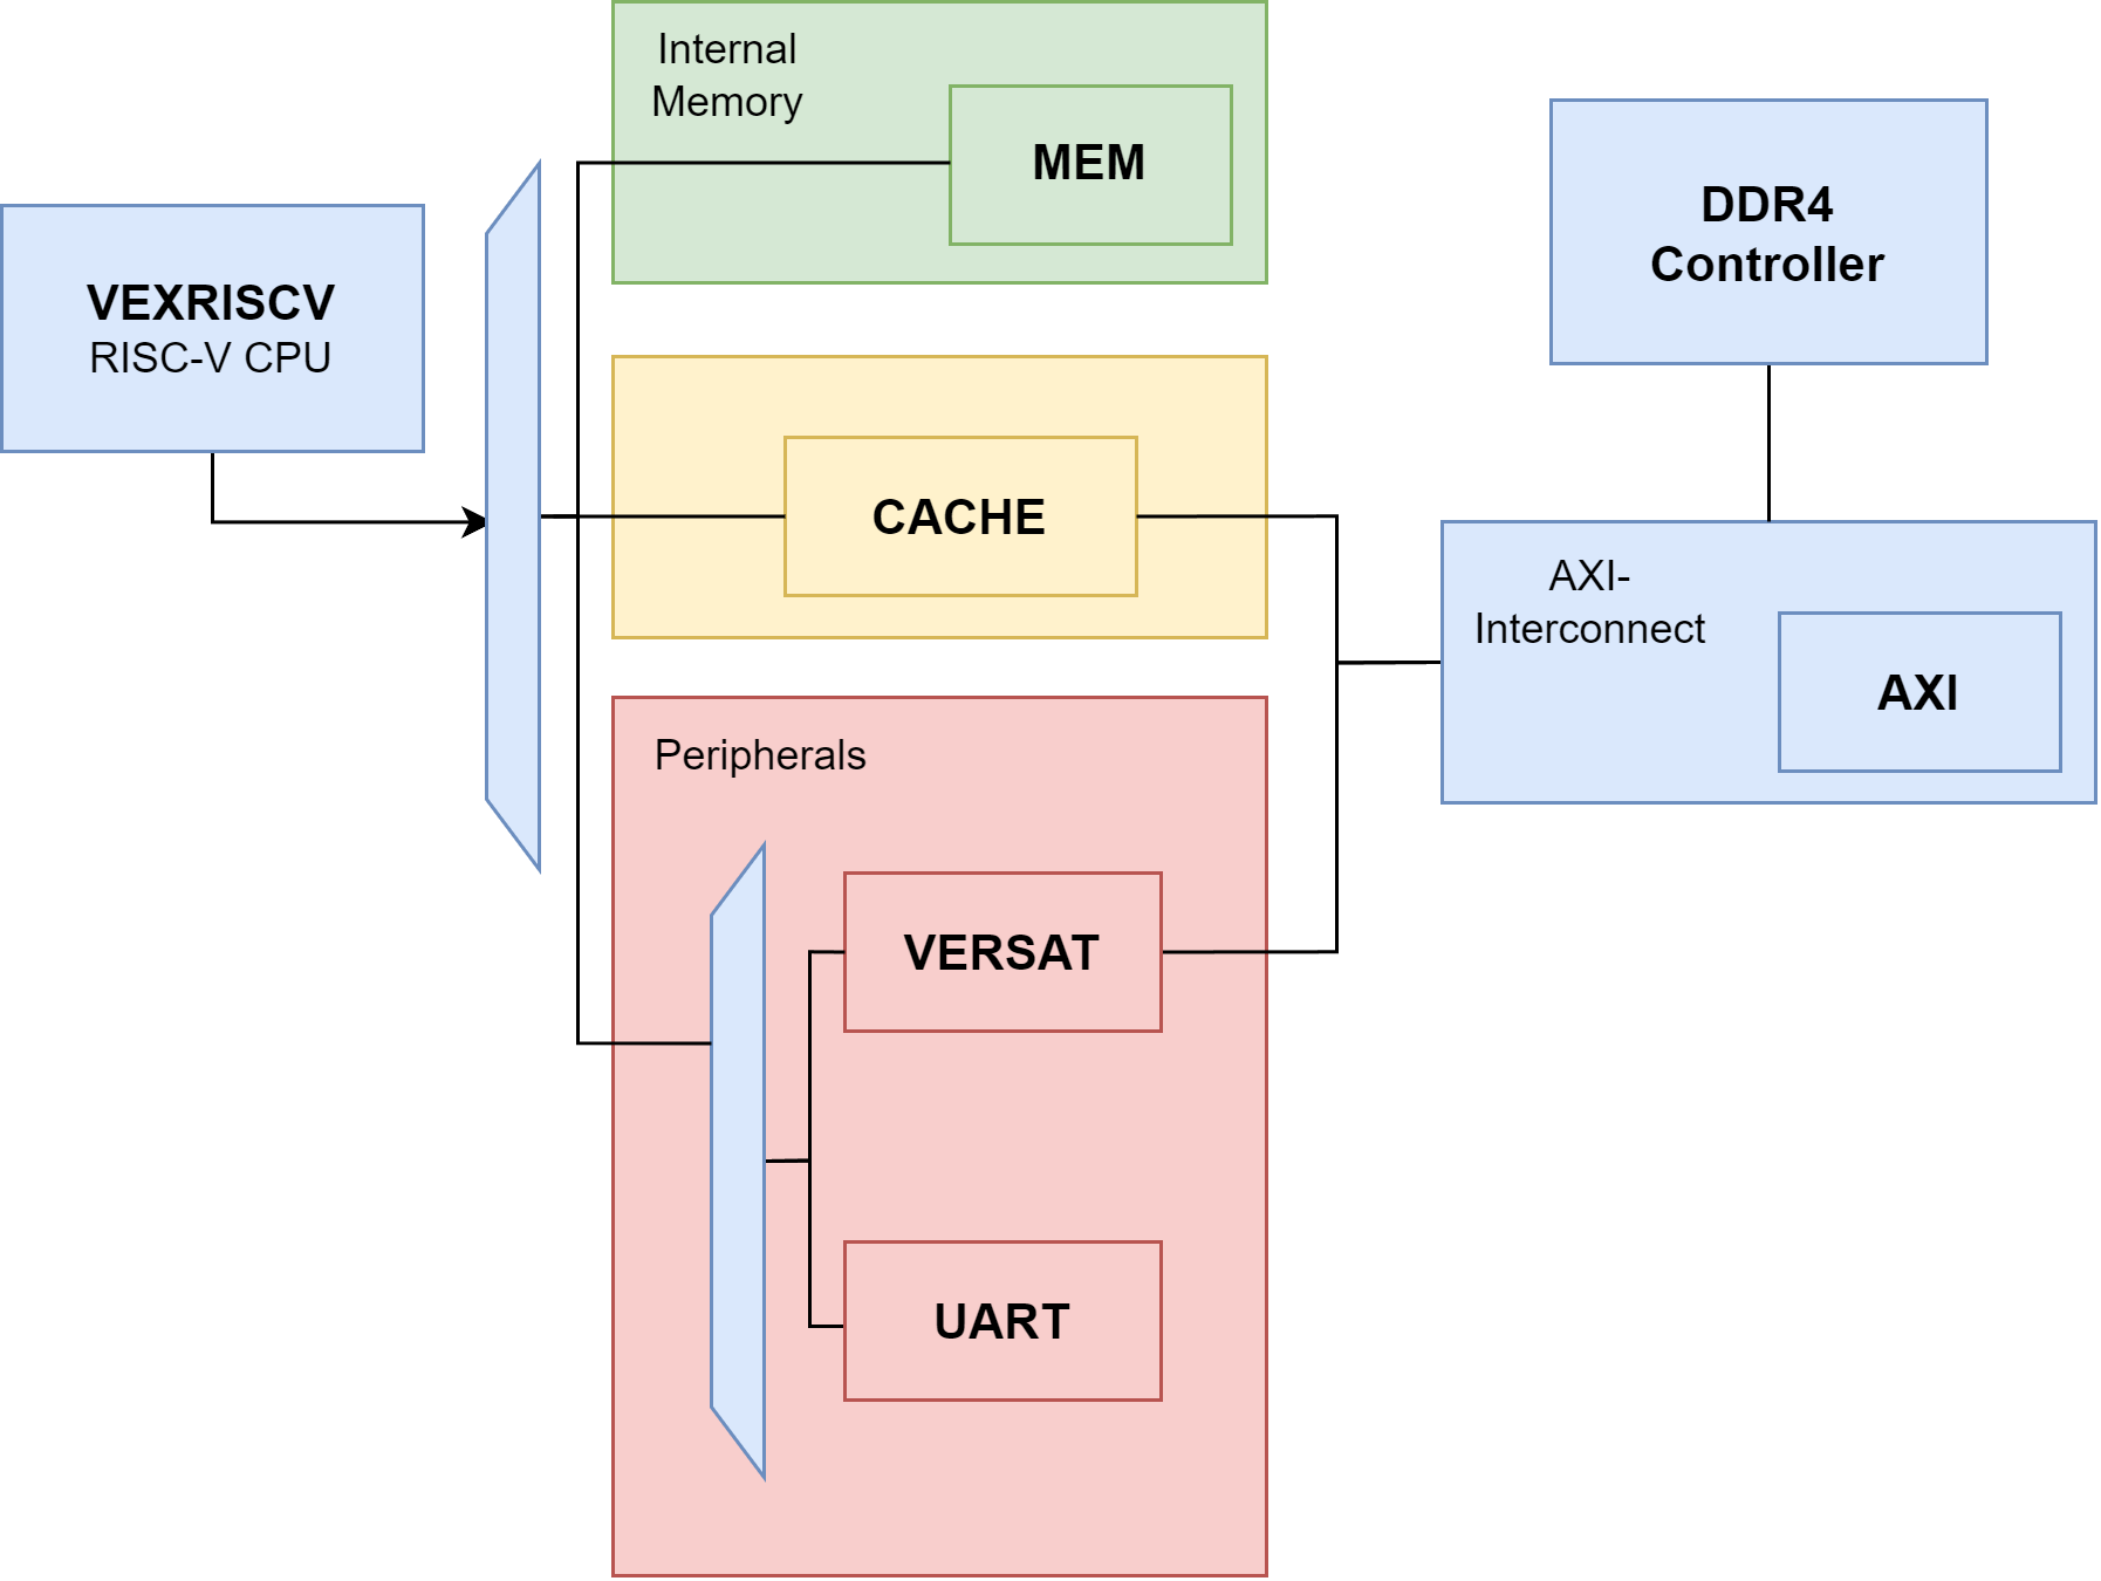 Internal
Memory
MEM
DDR4
Controller
VEXRISCV
RISC-V CPU
CACHE
AXI-
Interconnect
AXI
Peripherals
VERSAT
UART